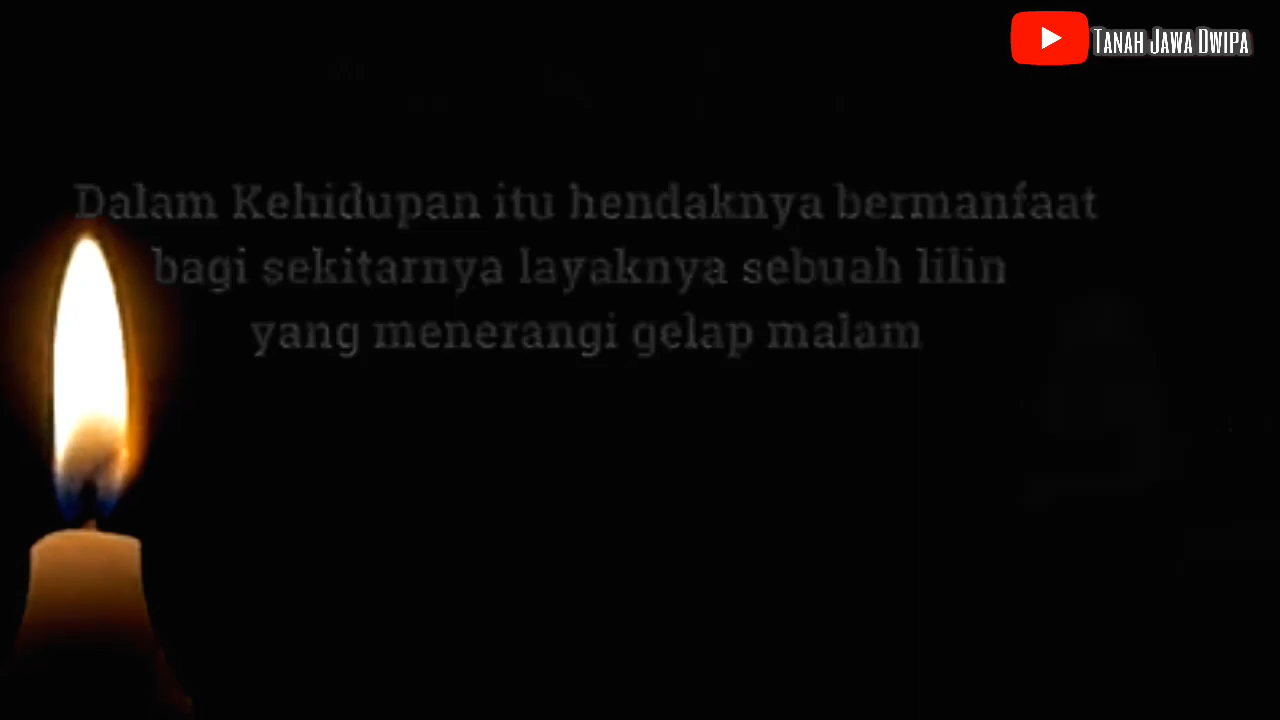 TANAH JAWA DWIPA
Dalam Kehidupan itu hendaknya bermanfaat
bagi sekitarnya layaknya sebuah lilin
yang menerangi gelap malam